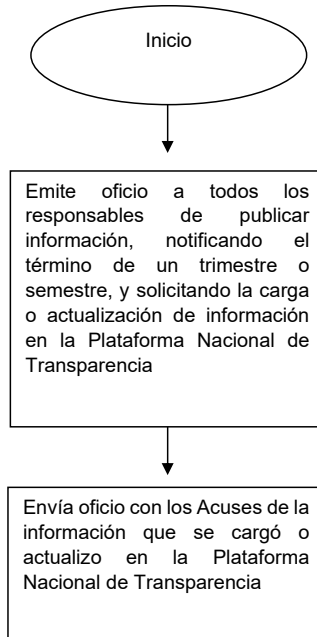 Inicio
Emite oficio a todos los
responsables de publicar
información, notificando el
término de un trimestre o
semestre, y solicitando la carga
o actualización de información
en la Plataforma Nacional de
Transparencia
Envía oficio con los Acuses de la
información que se cargó o
actualizo en la Plataforma
Nacional de Transparencia